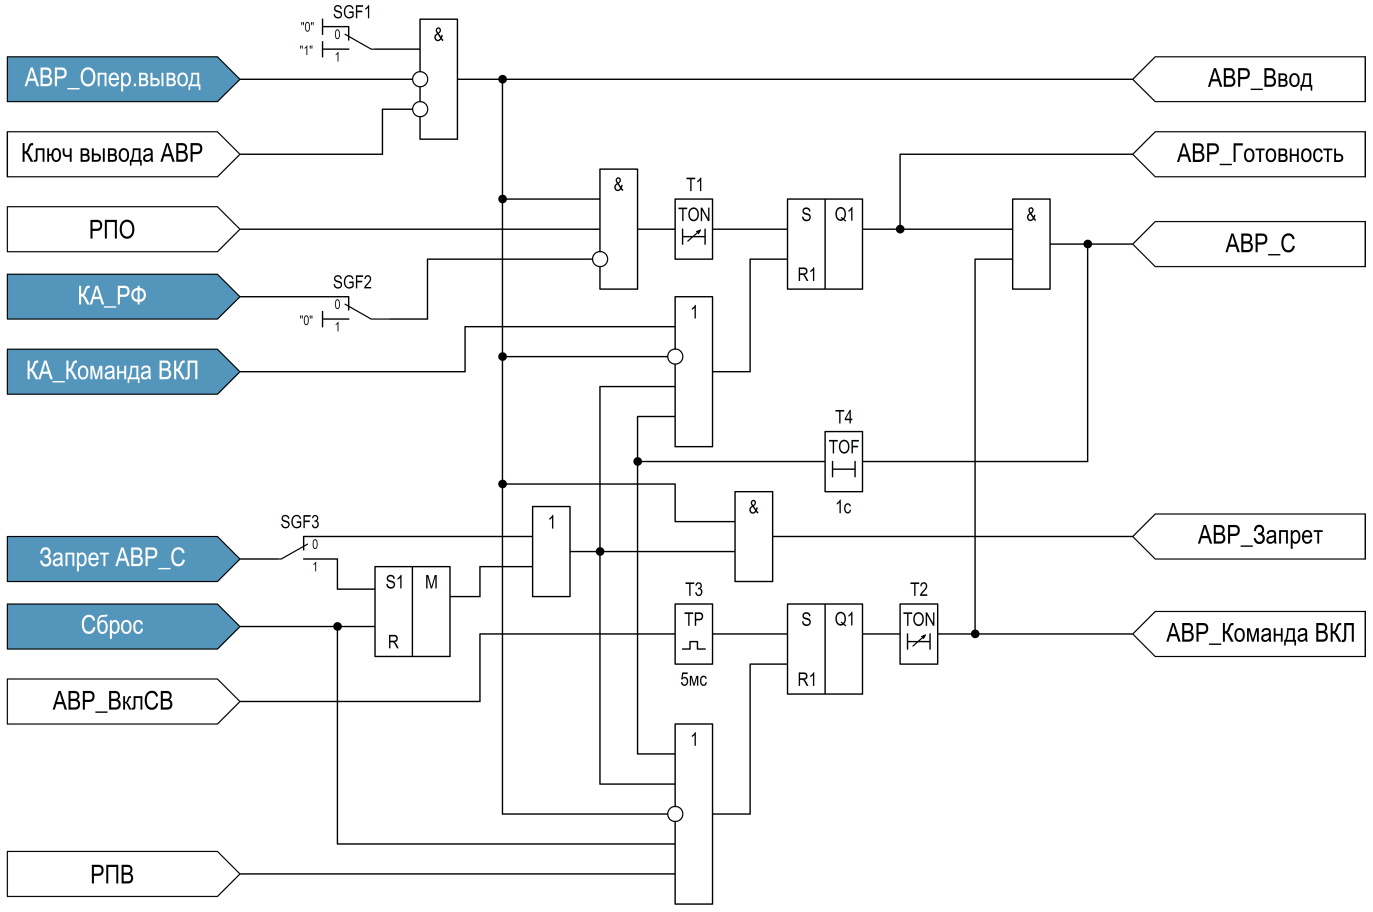 SGF1
"0"
0
"1"
1
&
АВР_Опер.вывод
АВР_Ввод
Ключ вывода АВР
АВР_Готовность
&
T1
TON
S
Q1
R1
&
РПО
АВР_С
КА_РФ
SGF2
0
"0"
1
1
КА_Команда ВКЛ
T4
TOF
1с
&
SGF3
0
1
1
Запрет АВР_С
АВР_Запрет
S1
M
R
Сброс
T3
TP
5мс
S
Q1
R1
T2
TON
АВР_Команда ВКЛ
АВР_ВклСВ
1
РПВ